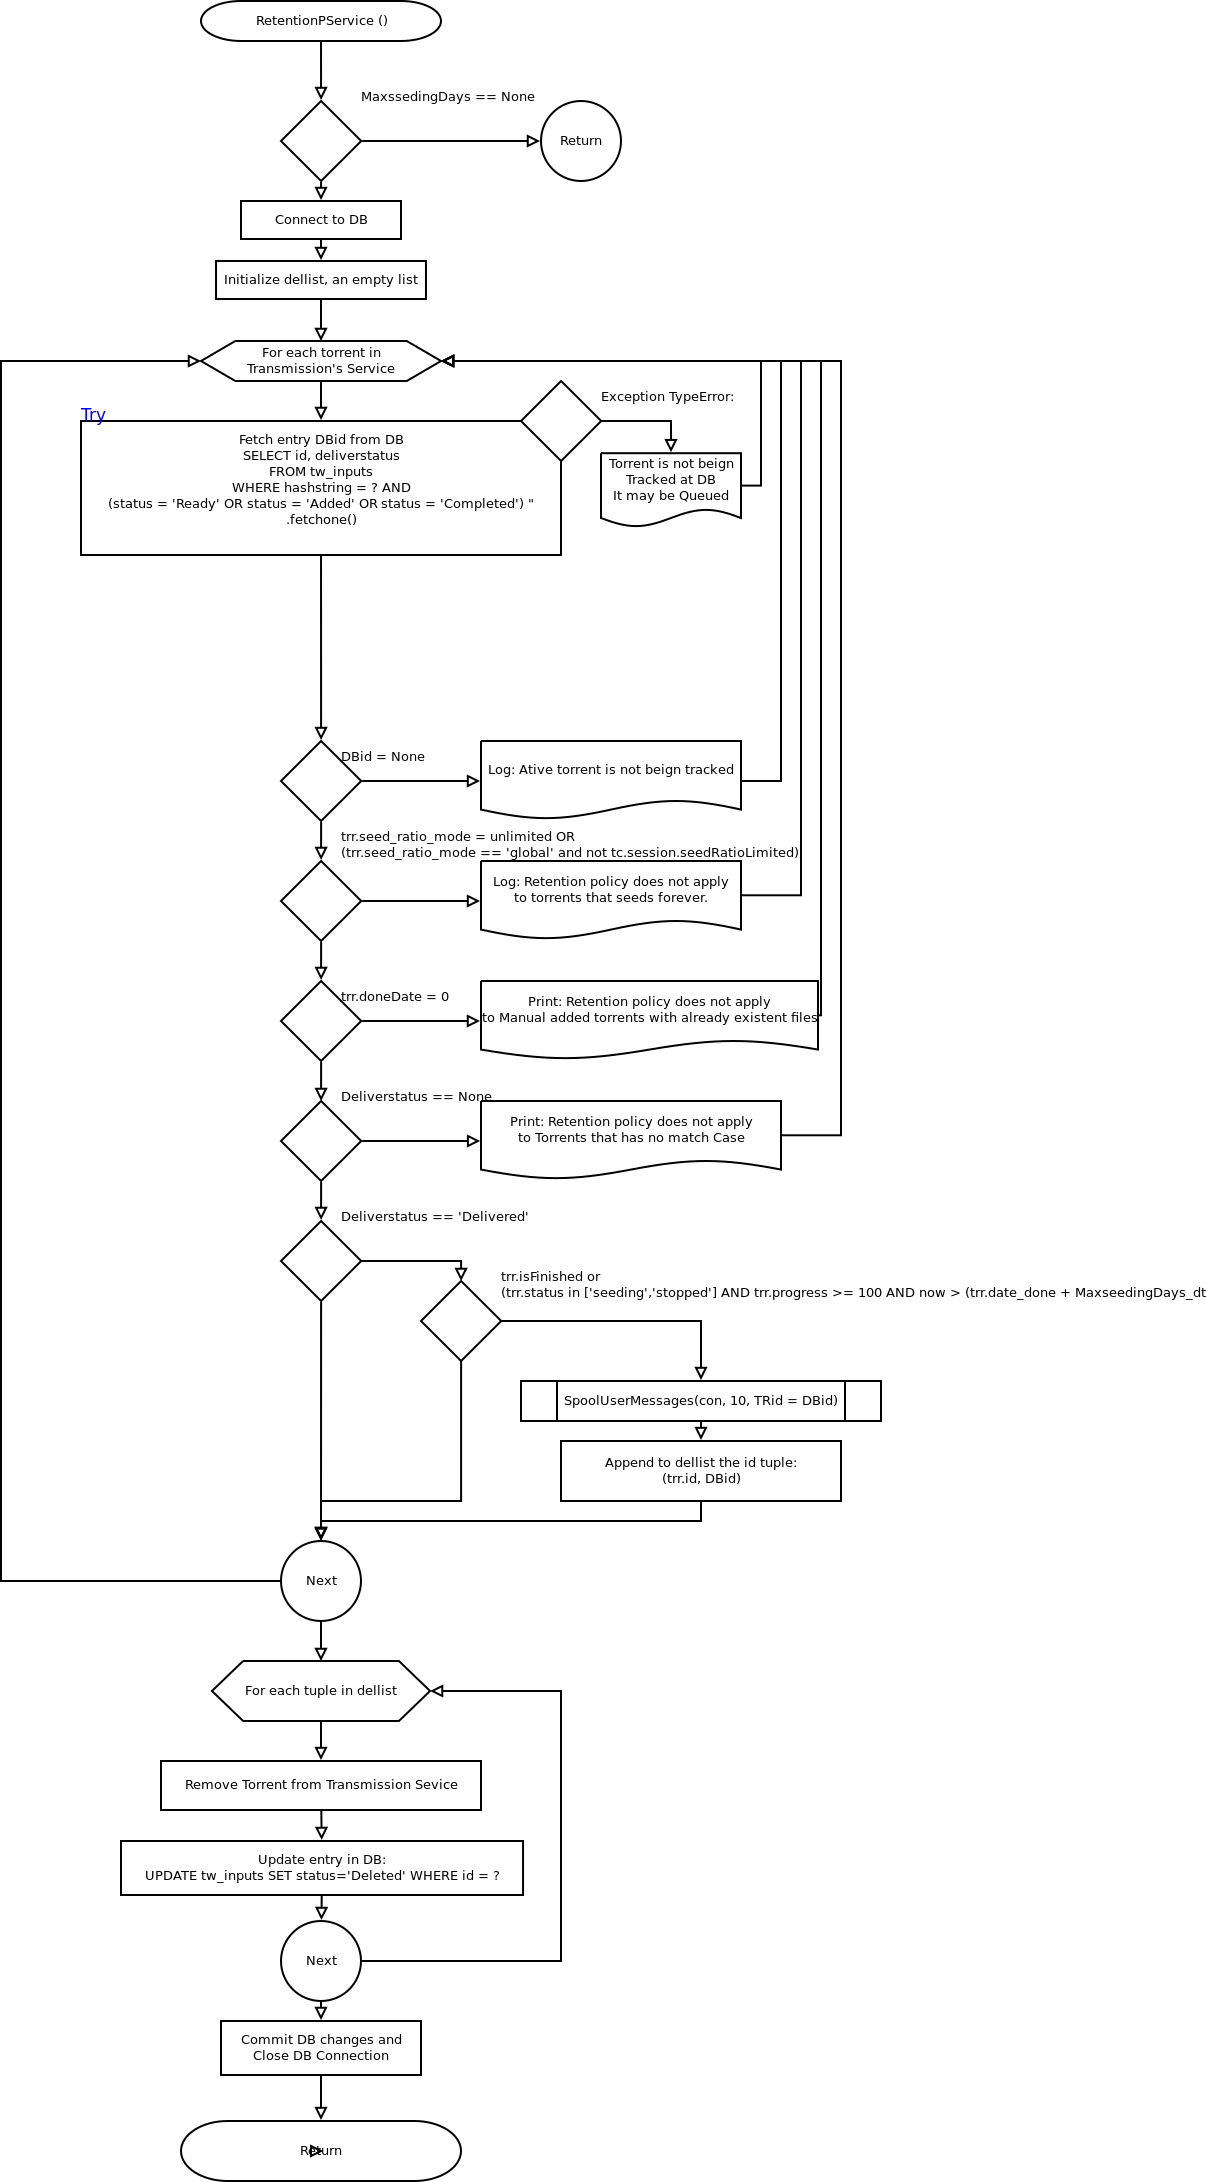 RetentionPService ()
MaxssedingDays == None
Return
Connect to DB
Initialize dellist, an empty list
For each torrent in
Transmission's Service
Try
Exception TypeError:
Fetch entry DBid from DB
SELECT id, deliverstatus
FROM tw_inputs
WHERE hashstring = ? AND
(status = 'Ready' OR status = 'Added' OR status = 'Completed') "
.fetchone()
Torrent is not beign
Tracked at DB
It may be Queued
DBid = None
Log: Ative torrent is not beign tracked
trr.seed_ratio_mode = unlimited OR
(trr.seed_ratio_mode == 'global' and not tc.session.seedRatioLimited)
Log: Retention policy does not apply
to torrents that seeds forever.
trr.doneDate = 0
Print: Retention policy does not apply
to Manual added torrents with already existent files
Deliverstatus == None
Print: Retention policy does not apply
to Torrents that has no match Case
Deliverstatus == 'Delivered'
trr.isFinished or
(trr.status in ['seeding','stopped'] AND trr.progress >= 100 AND now > (trr.date_done + MaxseedingDays_dt
SpoolUserMessages(con, 10, TRid = DBid)
Append to dellist the id tuple:
(trr.id, DBid)
Next
For each tuple in dellist
Remove Torrent from Transmission Sevice
Update entry in DB:
UPDATE tw_inputs SET status='Deleted' WHERE id = ?
Next
Commit DB changes and
Close DB Connection
Return